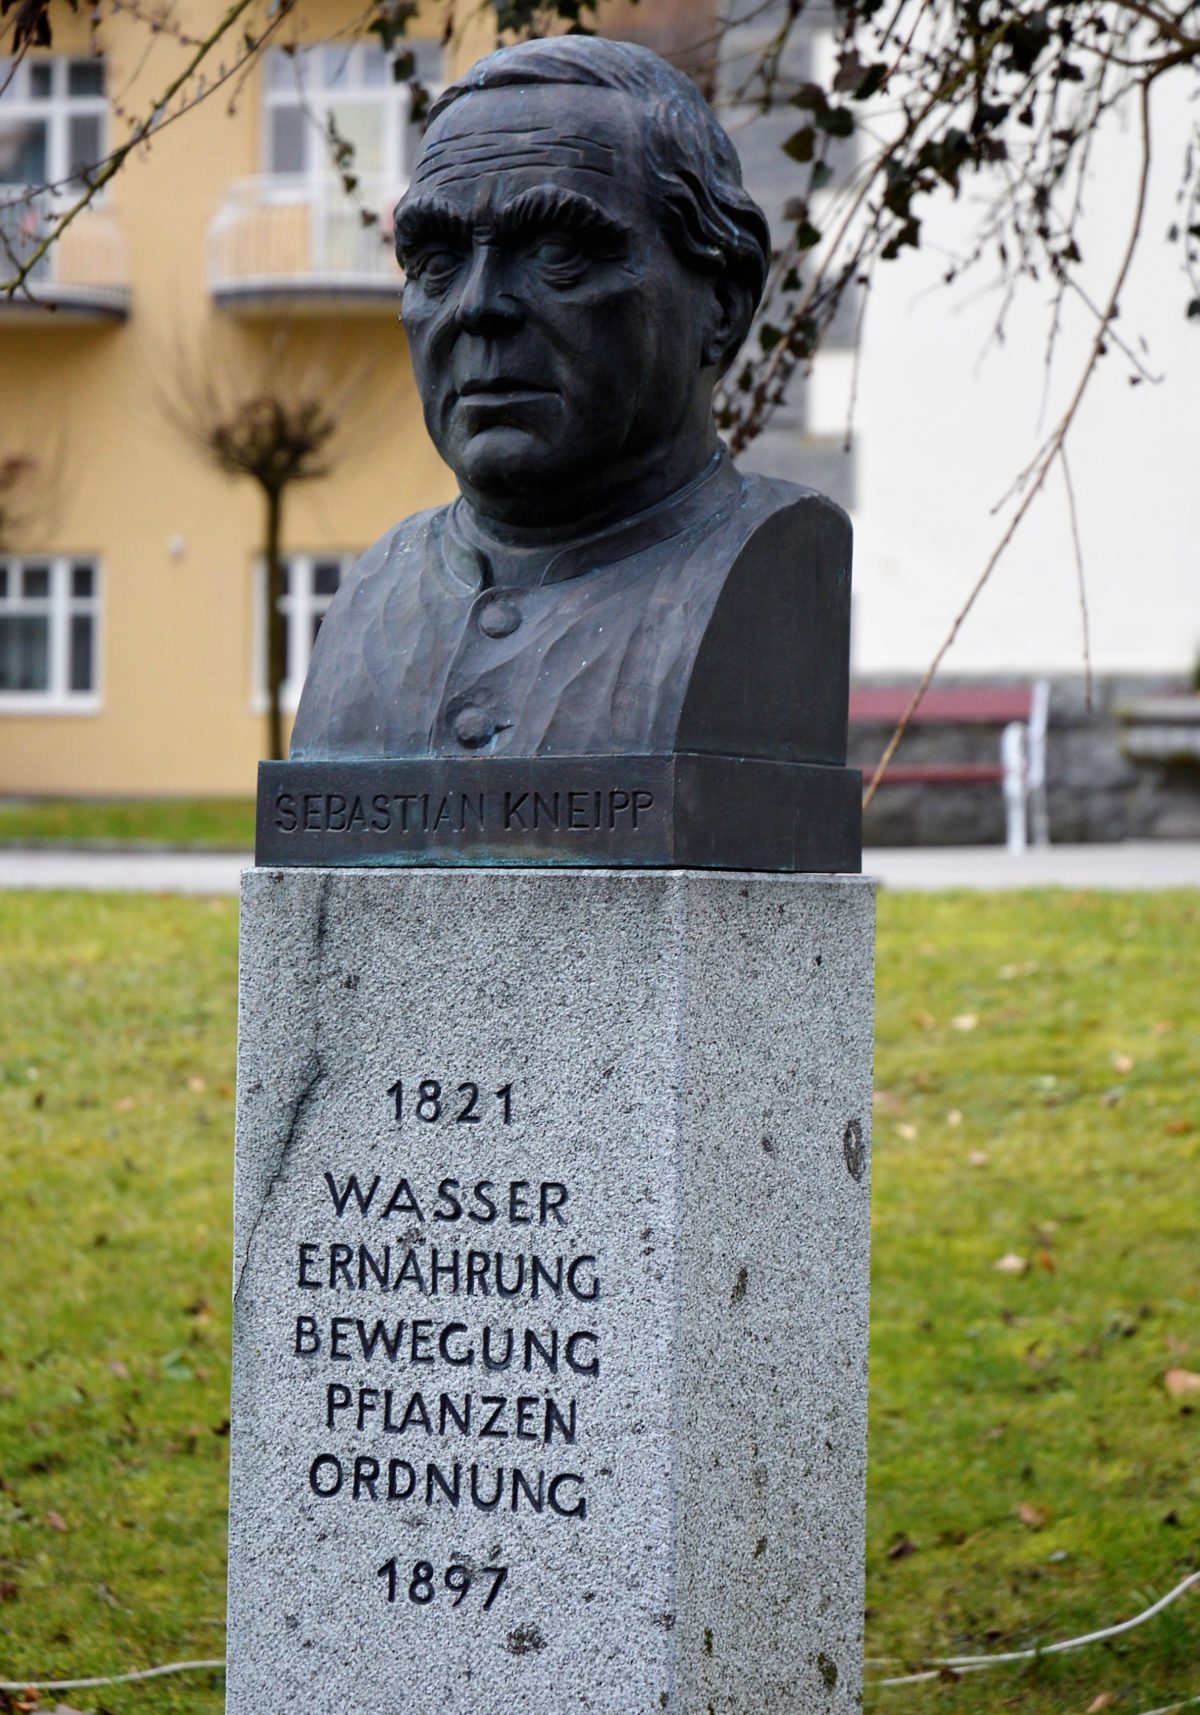 SEBASTIAN KNEIPP
1821
WASSER
ERNÄHRUNG
BEWEGUNG
PFLANZEN
ORDNUNG
1897